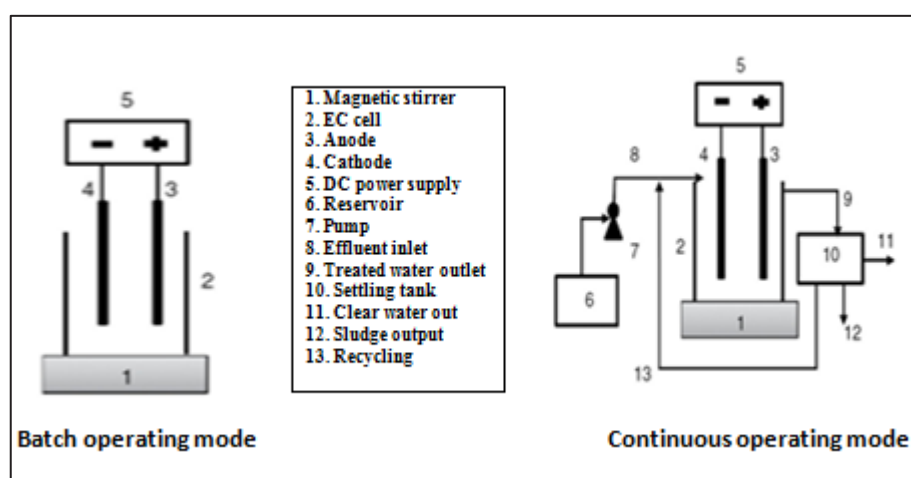 5
4
3
2
1
Batch operating mode
1. Magnetic stirrer
2. EC cell
3. Anode
4. Cathode
5. DC power supply
6. Reservoir
7. Pump
8. Effluent inlet
9. Treated water outlet
10. Settling tank
11. Clear water out
12. Sludge output
13. Recycling
5
8
4
3
9
7
2
10
11
6
1
12
13
Continuous operating mode